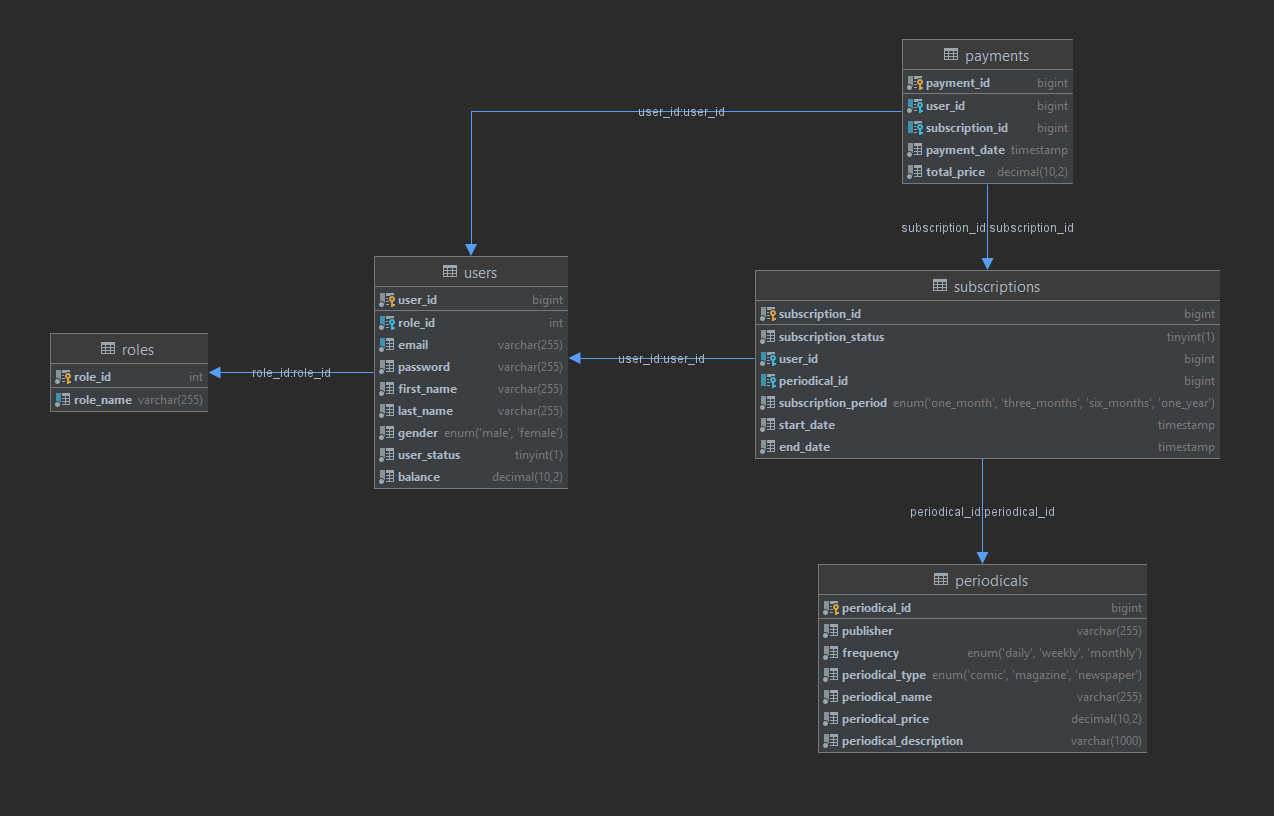 payments
payment_id bigint
user_id bigint
subscription_id bigint
payment_date timestamp
total_price decimal(10,2)
user_id:user_id
subscription_id:subscription_id
users
user_id bigint
role_id int
email varchar(255)
password varchar(255)
first_name varchar(255)
last_name varchar(255)
gender enum('male', 'female')
user_status tinyint(1)
balance decimal(10,2)
subscriptions
subscription_id bigint
subscription_status tinyint(1)
user_id bigint
periodical_id bigint
subscription_period enum('one_month', 'three_months', 'six_months', 'one_year')
start_date timestamp
end_date timestamp
user_id:user_id
roles
role_id int
role_name varchar(255)
role_id:role_id
periodical_id:periodical_id
periodicals
periodical_id bigint
publisher varchar(255)
frequency enum('daily', 'weekly', 'monthly')
periodical_type enum('comic', 'magazine', 'newspaper')
periodical_name varchar(255)
periodical_price decimal(10,2)
periodical_description varchar(1000)